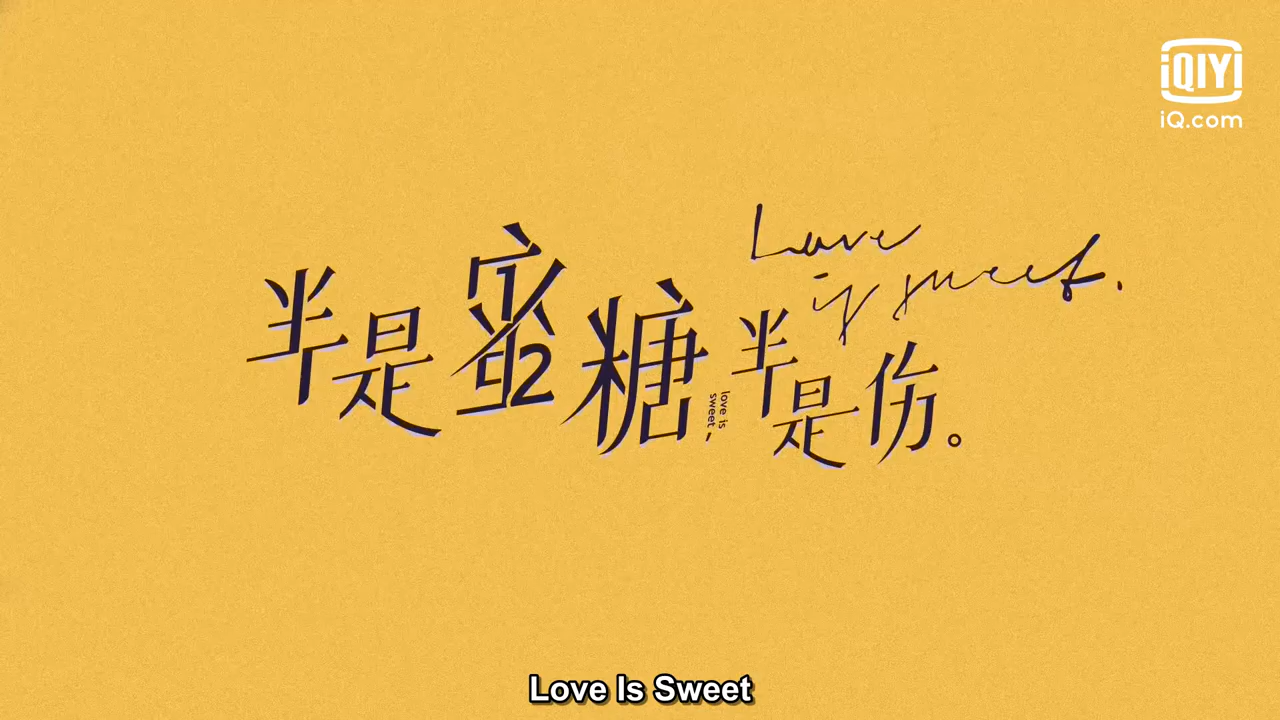 iQIYI
iQ.com
Love
is sweet.
半是蜜糖,半是伤。
love is
sweet
Love Is Sweet